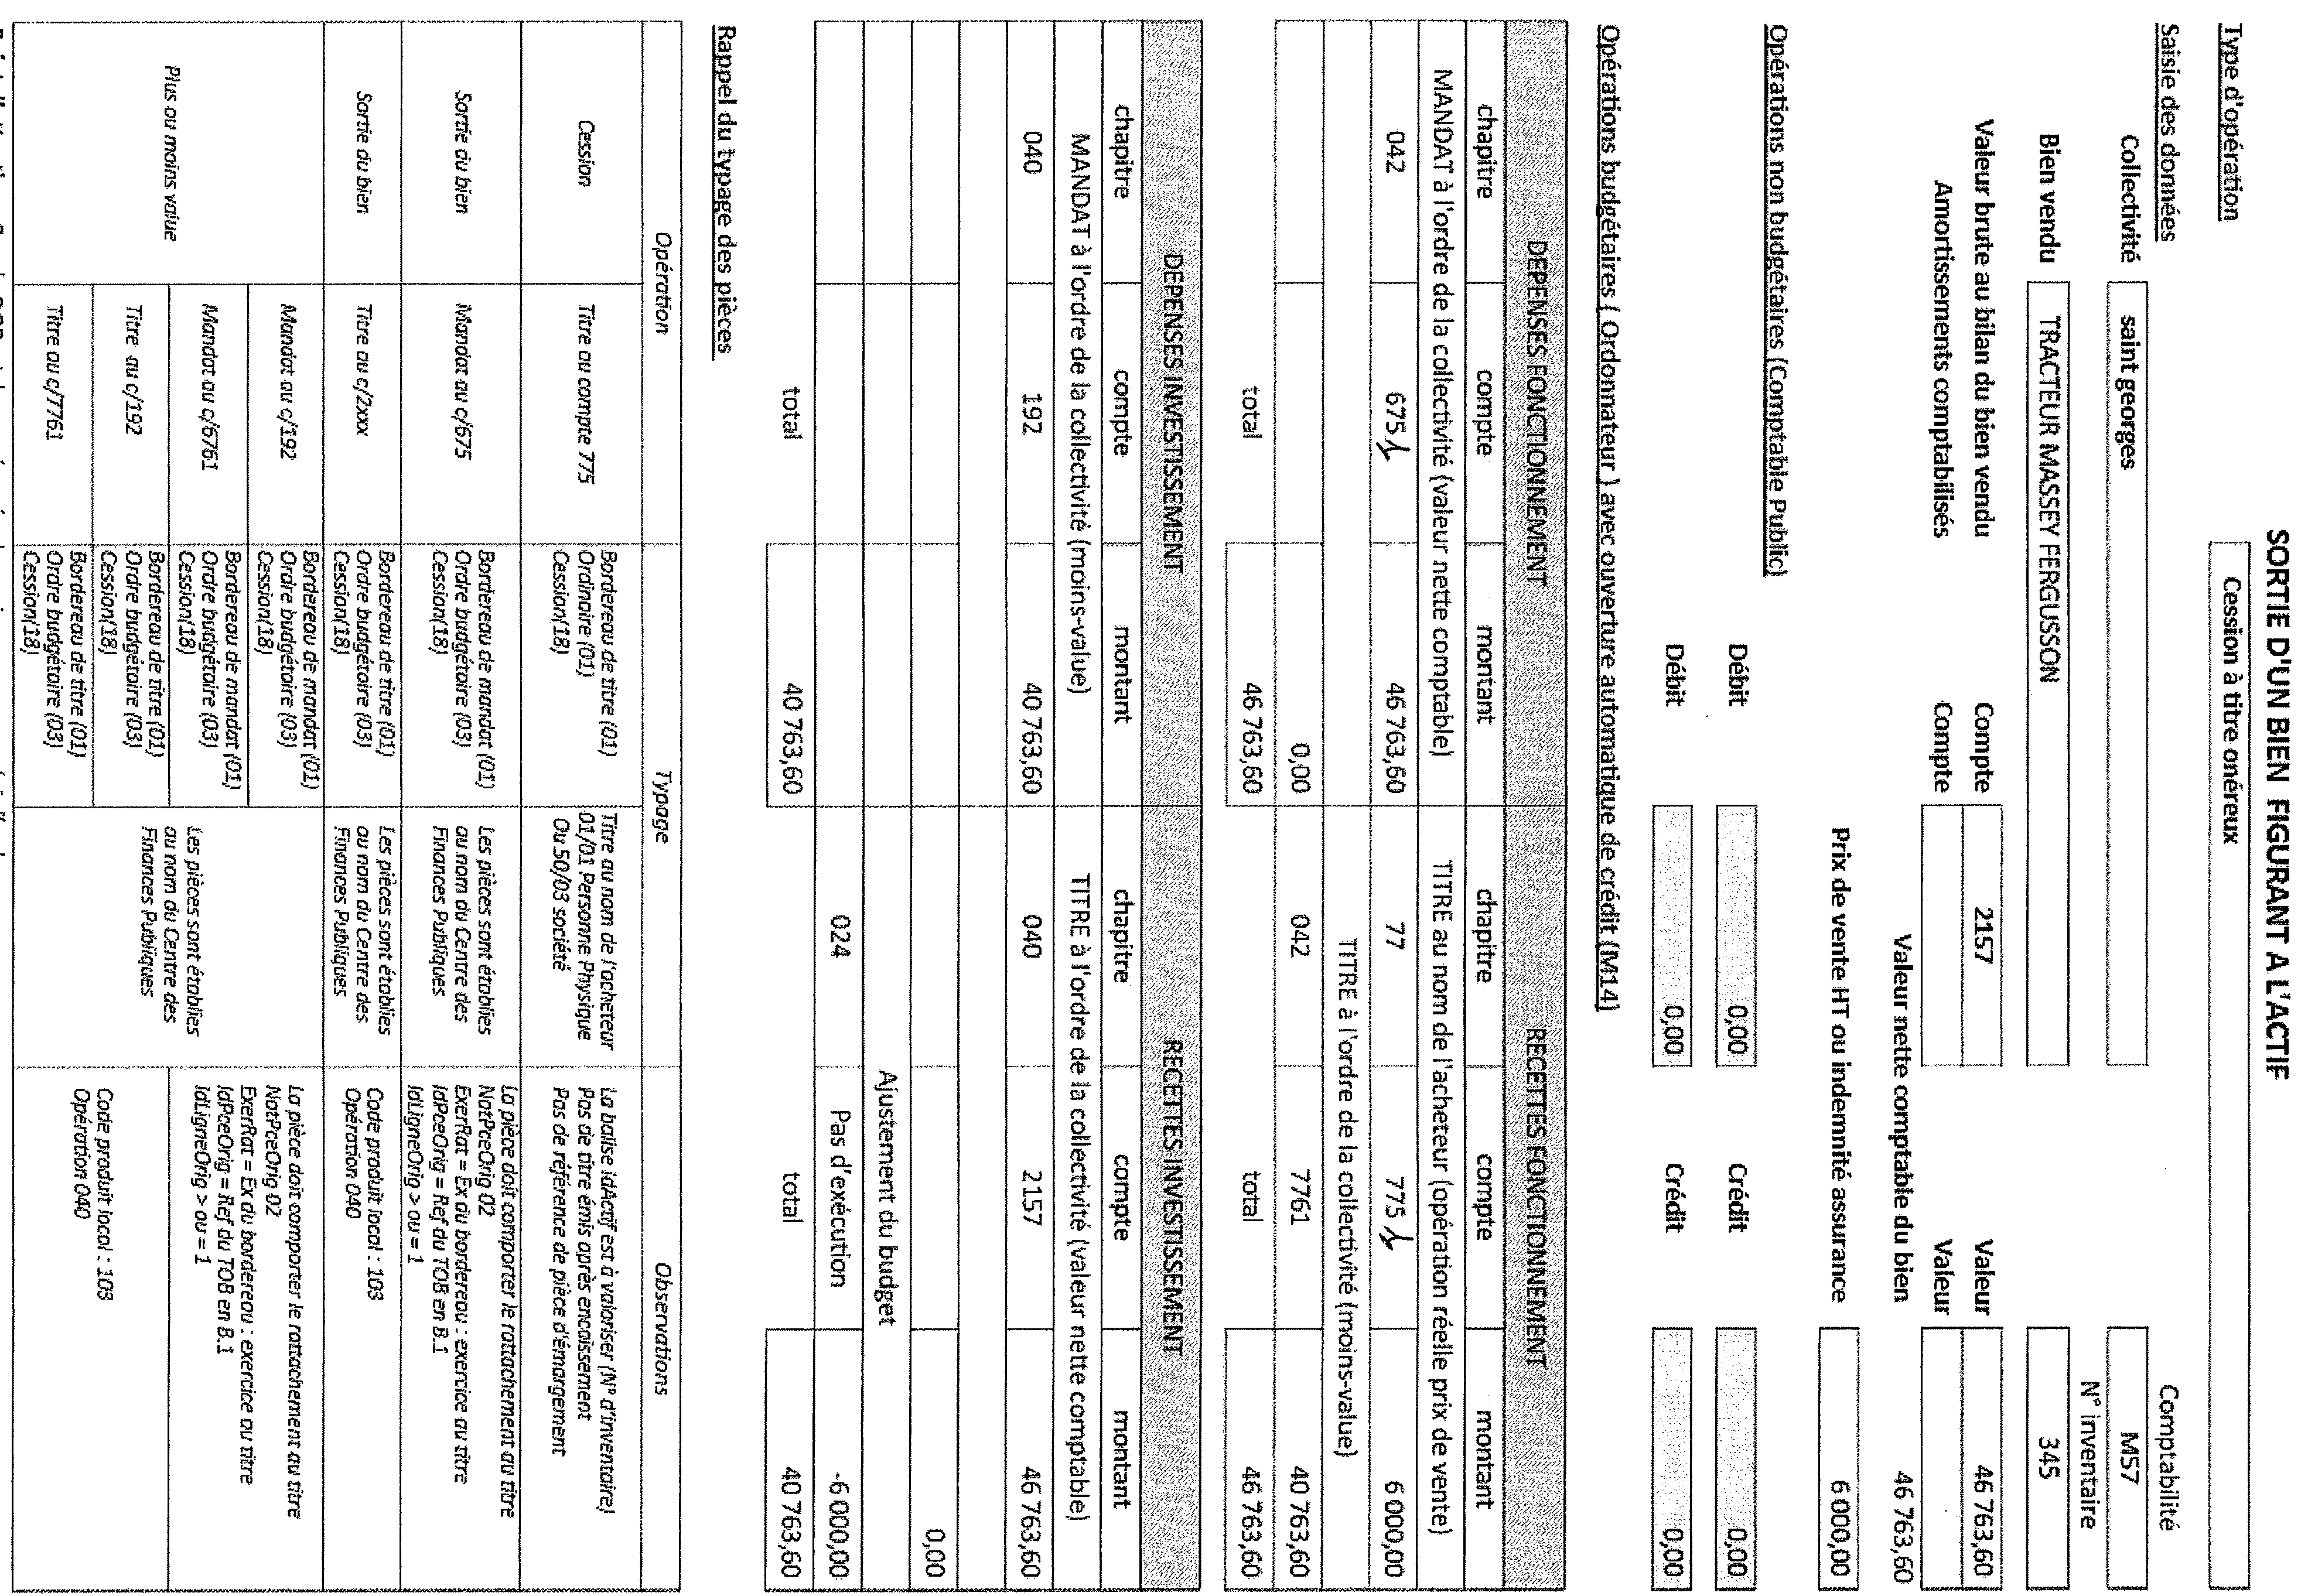 SORTIE D'UN BIEN FIGURANT A L'ACTIF
Type d'opération Cession à titre onéreux
Saisie des données Comptabilité
Collectivité saint georges M57
N° inventaire
Bien vendu TRACTEUR MASSEY FERGUSSON 345
Valeur brute au bilan du bien vendu Compte 2157 Valeur 46 763,60
Amortissements comptabilisés Compte Valeur
Valeur nette comptable du bien 46 763,60
Prix de vente HT ou indemnité assurance 6 000,00
Opérations non budgétaires (Comptable Public)
Débit 0,00 Crédit 0,00
Débit 0,00 Crédit 0,00
Opérations budgétaires ( Ordonnateur ) avec ouverture automatique de crédit (M14)
DEPENSES FONCTIONNEMENT RECETTES FONCTIONNEMENT
chapitre compte montant chapitre compte montant
MANDAT à l'ordre de la collectivité (valeur nette comptable) TITRE au nom de l'acheteur (opération réelle prix de vente)
042 6751 46 763,60 77 7751 6 000,00
TITRE à l'ordre de la collectivité (moins-value)
0,00 042 7761 40 763,60
total 46 763,60 total 46 763,60
DEPENSES INVESTISSEMENT RECETTES INVESTISSEMENT
chapitre compte montant chapitre compte montant
MANDAT à l'ordre de la collectivité (moins-value) TITRE à l'ordre de la collectivité (valeur nette comptable)
040 192 40 763,60 040 2157 46 763,60
0,00
Ajustement du budget
024 Pas d'exécution -6 000,00
total 40 763,60 total 40 763,60
Rappel du typage des pièces
Opération Typage Observations
Cession
Titre au compte 775
Bordereau de titre (01)
Ordinaire (01)
Cession(18)
Titre au nom de l'acheteur
01/01 Personne Physique
Ou 50/03 société
La balise idActif est à valoriser (N° d'inventaire)
Pas de titre émis après encaissement
Pas de référence de pièce d'émargement
Sortie du bien
Mandat au c/675
Bordereau de mandat (01)
Ordre budgétaire (03)
Cession(18)
Les pièces sont établies
au nom du Centre des
Finances Publiques
La pièce doit comporter le rattachement au titre
NatPceOrig 02
ExerRat = Ex du bordereau : exercice au titre
IdPceOrig = Ref du TOB en B.1
IdLigneOrig > ou = 1
Sortie du bien
Titre au c/2xxx
Bordereau de titre (01)
Ordre budgétaire (03)
Cession(18)
Les pièces sont établies
au nom du Centre des
Finances Publiques
Code produit local : 103
Opération 040
Plus ou moins value
Mandat au c/192
Bordereau de mandat (01)
Ordre budgétaire (03)
Cession(18)
Mandat au c/6761
Bordereau de mandat (01)
Ordre budgétaire (03)
Cession(18)
Les pièces sont établies
au nom du Centre des
Finances Publiques
La pièce doit comporter le rattachement au titre
NatPceOrig 02
ExerRat = Ex du bordereau : exercice au titre
IdPceOrig = Ref du TOB en B.1
IdLigneOrig > ou = 1
Titre au c/192
Bordereau de titre (01)
Ordre budgétaire (03)
Cession(18)
Titre au c/7761
Bordereau de titre (01)
Ordre budgétaire (03)
Cession(18)
Code produit local : 103
Opération 040